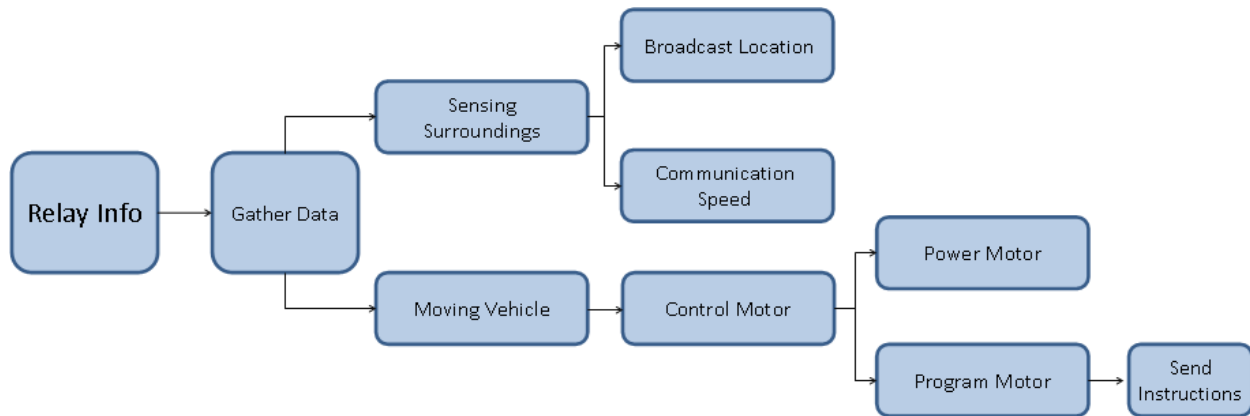 Broadcast Location
Sensing
Surroundings
Communication
Speed
Relay Info
Gather Data
Power Motor
Moving Vehicle
Control Motor
Program Motor
Send
Instructions